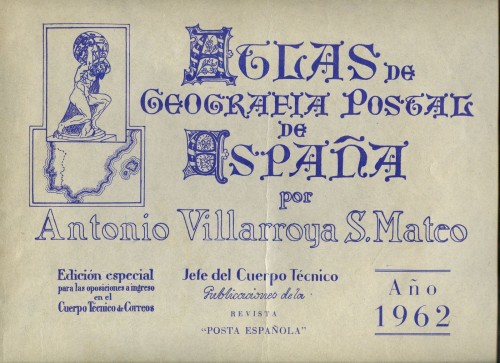 ATLAS DE
GEOGRAFIA POSTAL
DE
ESPAÑA
por
Antonio Villarroya S. Mateo
Edición especial
para las oposiciones a ingreso
en el
Cuerpo Técnico de Correos
Jefe del Cuerpo Técnico
Publicaciones de la
REVISTA
"POSTA ESPAÑOLA"
Año
1962